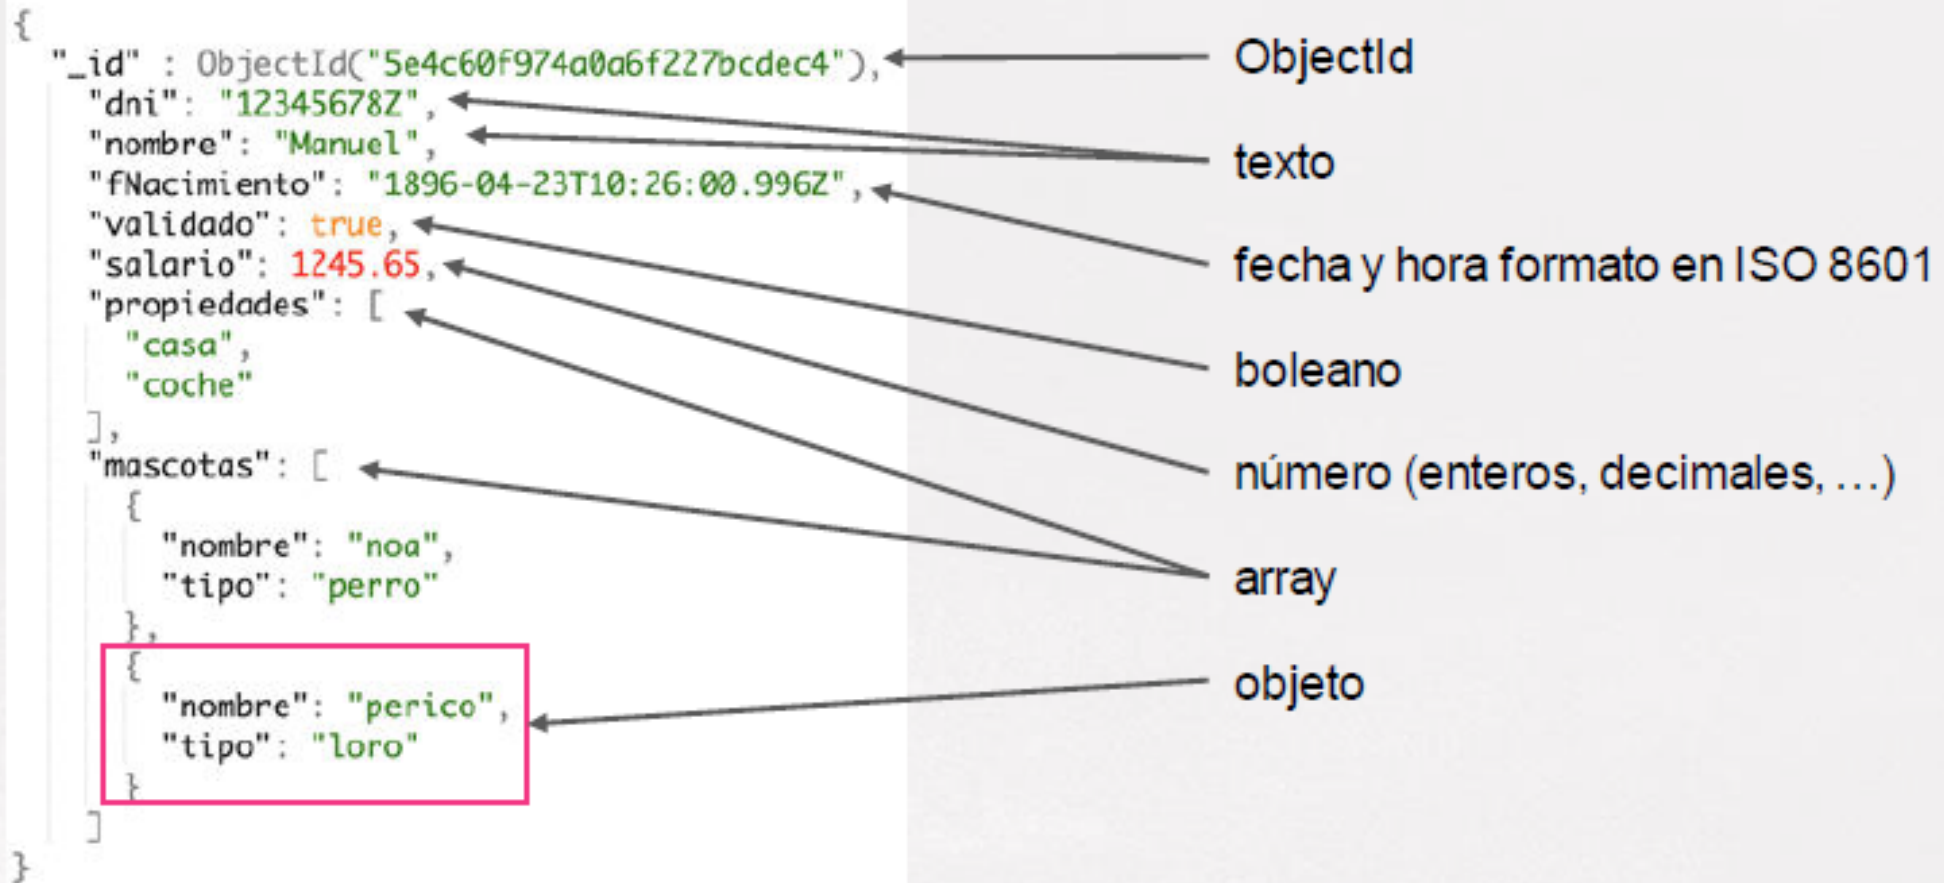 {
"_id" : ObjectId("5e4c60f974a0a6f227bcdec4"),
"dni": "12345678Z",
"nombre": "Manuel",
"fNacimiento": "1896-04-23T10:26:00.996Z",
"validado": true,
"salario": 1245.65,
"propiedades": [
"casa",
"coche"
],
"mascotas": [
{
"nombre": "noa",
"tipo": "perro"
},
{
"nombre": "perico",
"tipo": "loro"
}
]
}
ObjectId
texto
fecha y hora formato en ISO 8601
boleano
número (enteros, decimales, …)
array
objeto